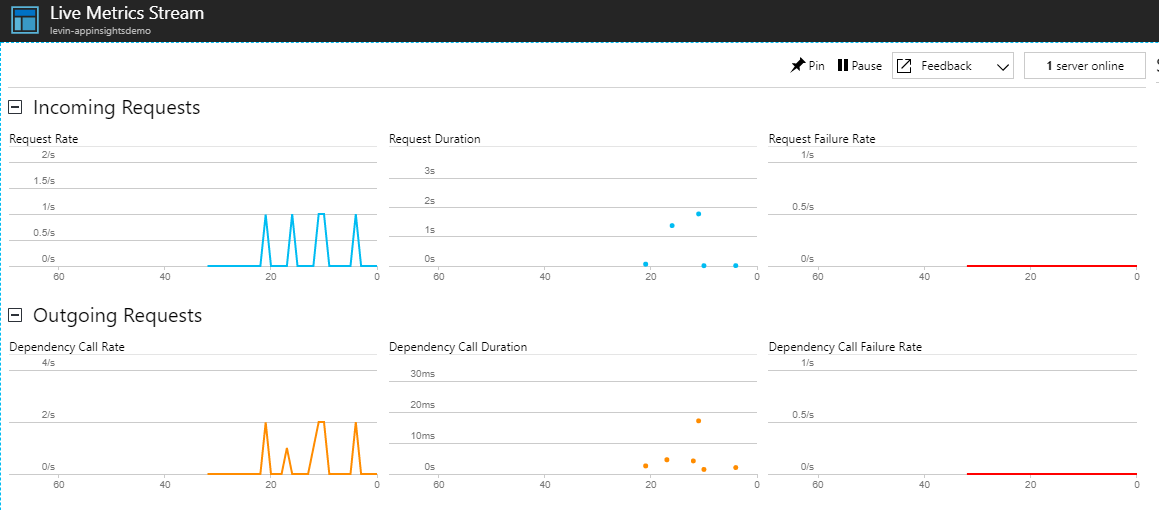 Live Metrics Stream
levin-appinsightsdemo
Pin Pause Feedback 1 server online
Incoming Requests
Request Rate
2/s
1.5/s
1/s
0.5/s
0/s
60 40 20 0
Request Duration
3s
2s
1s
0s
60 40 20 0
Request Failure Rate
1/s
0.5/s
0/s
60 40 20 0
Outgoing Requests
Dependency Call Rate
4/s
2/s
0/s
60 40 20 0
Dependency Call Duration
30ms
20ms
10ms
0s
60 40 20 0
Dependency Call Failure Rate
1/s
0.5/s
0/s
60 40 20 0